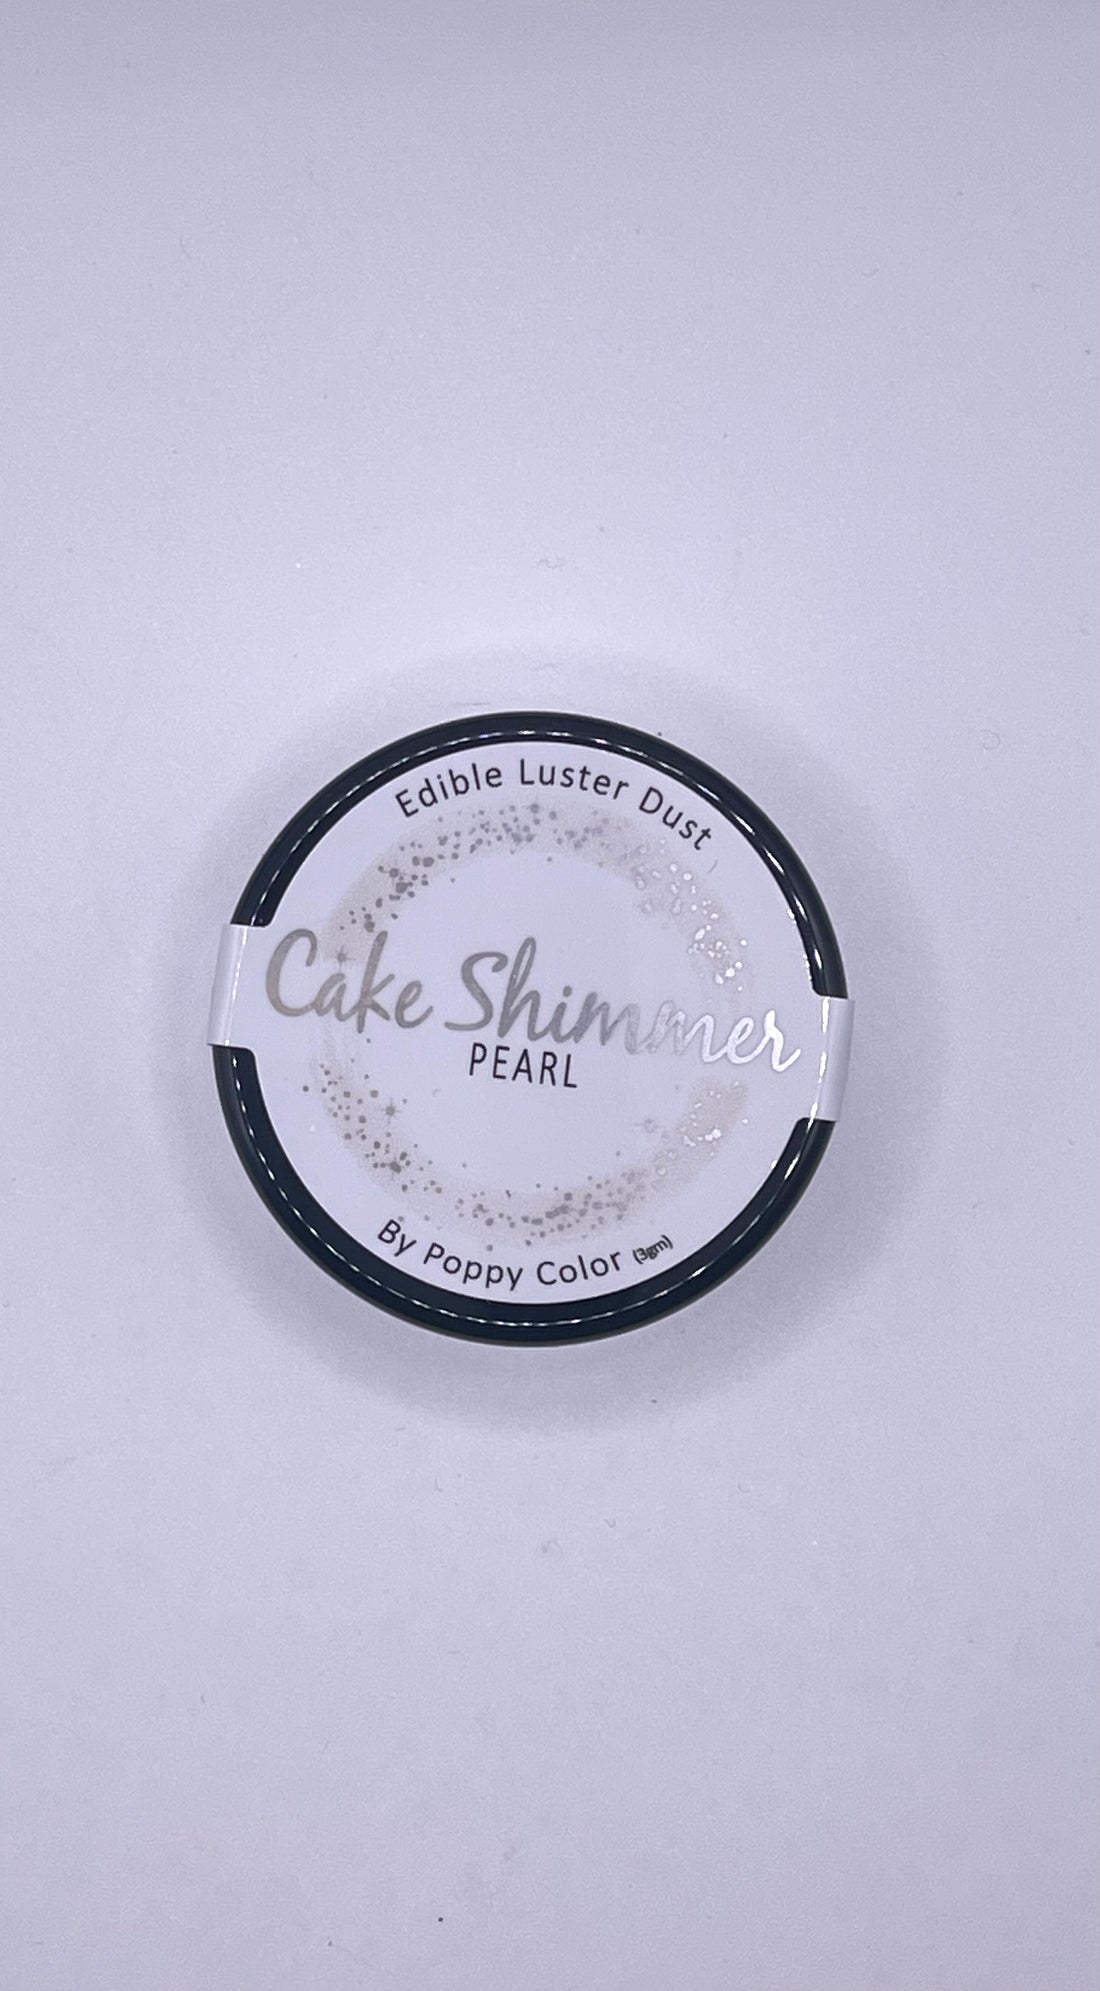 Edible Luster Dust
Cake Shimmer
PEARL
By Poppy Color (3gm)